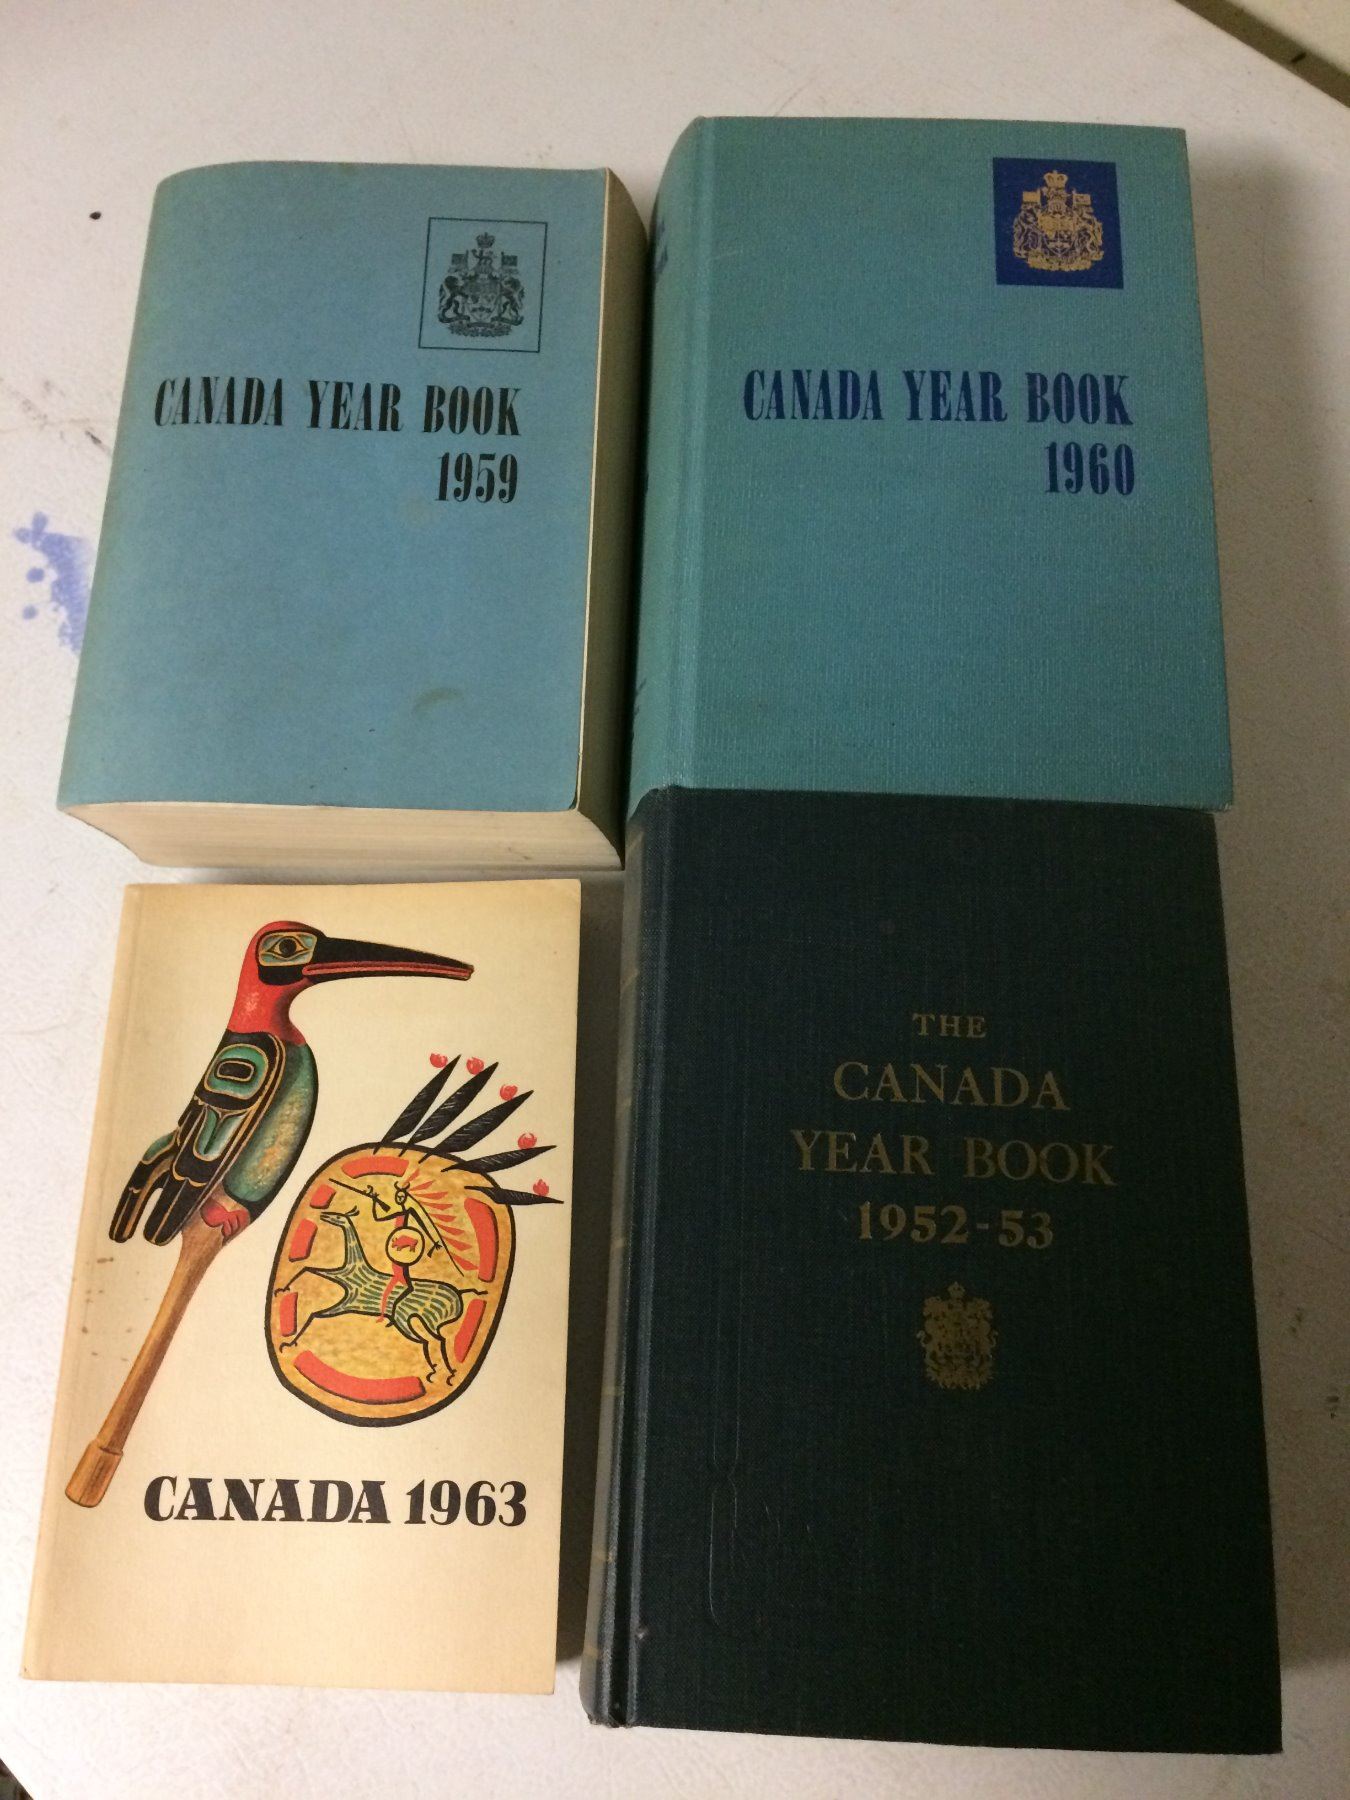 CANADA YEAR BOOK
1959
CANADA YEAR BOOK
1960
CANADA 1963
THE
CANADA
YEAR BOOK
1952-53